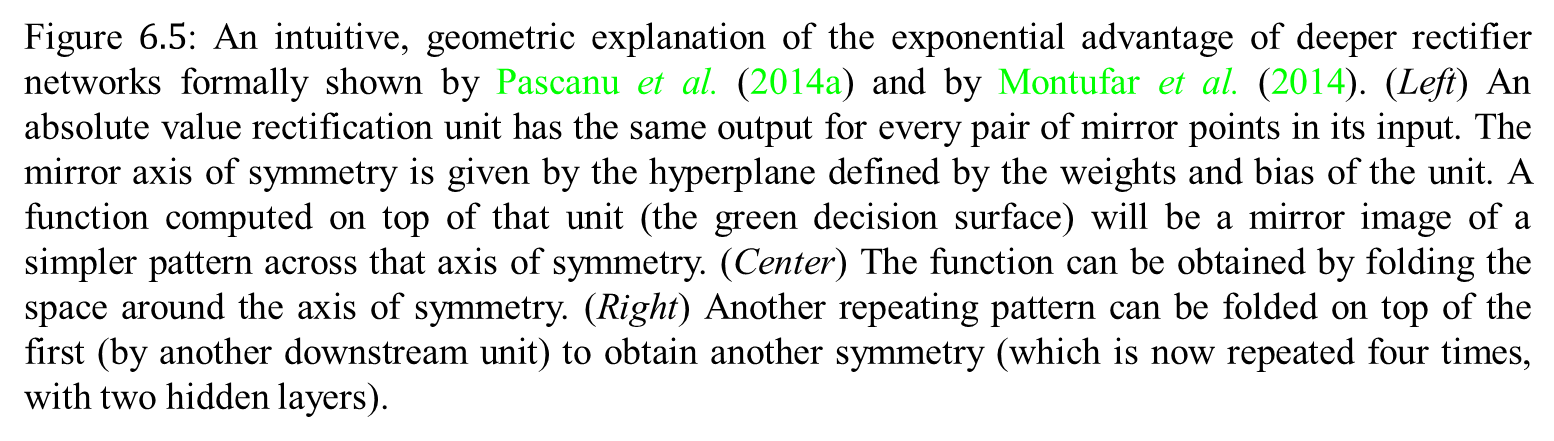 Figure 6.5: An intuitive, geometric explanation of the exponential advantage of deeper rectifier
networks formally shown by Pascanu et al. (2014a) and by Montufar et al. (2014). (Left) An
absolute value rectification unit has the same output for every pair of mirror points in its input. The
mirror axis of symmetry is given by the hyperplane defined by the weights and bias of the unit. A
function computed on top of that unit (the green decision surface) will be a mirror image of a
simpler pattern across that axis of symmetry. (Center) The function can be obtained by folding the
space around the axis of symmetry. (Right) Another repeating pattern can be folded on top of the
first (by another downstream unit) to obtain another symmetry (which is now repeated four times,
with two hidden layers).